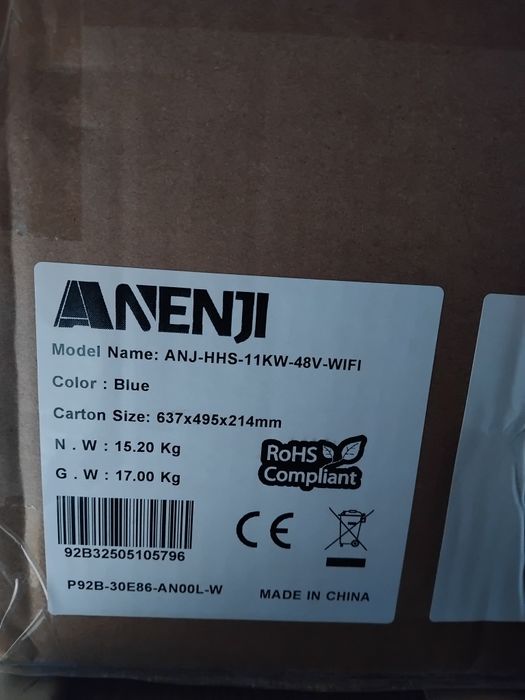 ANENJI
Model Name: ANJ-HHS-11KW-48V-WIFI
Color : Blue
Carton Size: 637x495x214mm
N . W : 15.20 Kg
G . W : 17.00 Kg
RoHS
Compliant
92B32505105796
CE
P92B-30E86-AN00L-W
MADE IN CHINA